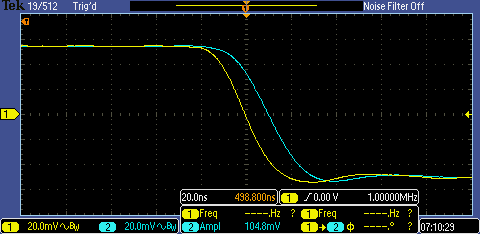 Tek 19/512 Trig'd Noise Filter Off
T
1
20.0ns 498.800ns 1 0.00 V 1.00000MHz
1 Freq -----.Hz ? 1 Freq -----.Hz ?
1 20.0mV BW 2 20.0mV BW 2 Ampl 104.8mV 1 → 2 ϕ -----.° ? 07:10:29